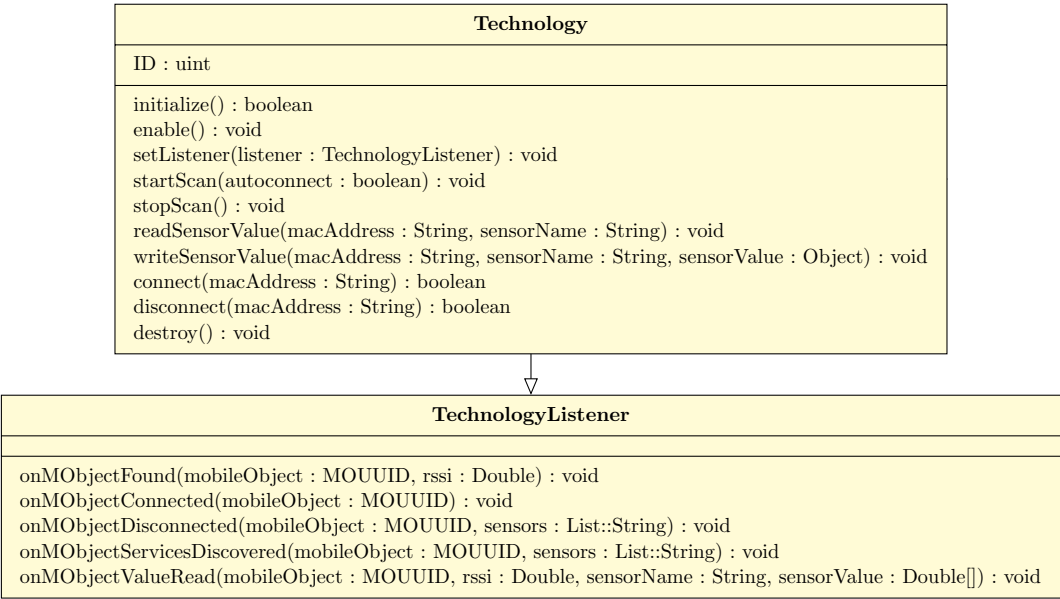 Technology
ID : uint
initialize() : boolean
enable() : void
setListener(listener : TechnologyListener) : void
startScan(autoconnect : boolean) : void
stopScan() : void
readSensorValue(macAddress : String, sensorName : String) : void
writeSensorValue(macAddress : String, sensorName : String, sensorValue : Object) : void
connect(macAddress : String) : boolean
disconnect(macAddress : String) : boolean
destroy() : void
TechnologyListener
onMObjectFound(mobileObject : MOUUID, rssi : Double) : void
onMObjectConnected(mobileObject : MOUUID) : void
onMObjectDisconnected(mobileObject : MOUUID, sensors : List::String) : void
onMObjectServicesDiscovered(mobileObject : MOUUID, sensors : List::String) : void
onMObjectValueRead(mobileObject : MOUUID, rssi : Double, sensorName : String, sensorValue : Double[]) : void